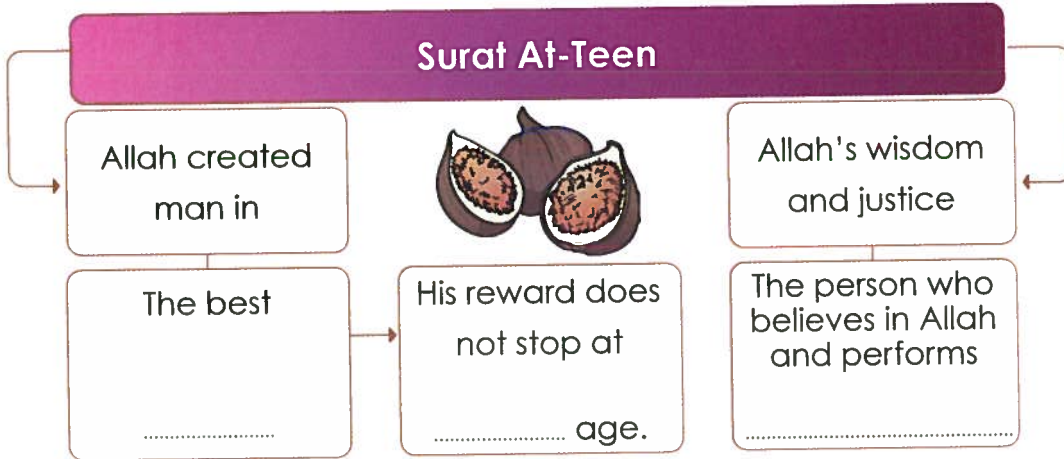 Surat At-Teen
Allah created
man in
The best
....................
His reward does
not stop at
.................... age.
Allah's wisdom
and justice
The person who
believes in Allah
and performs
........................................